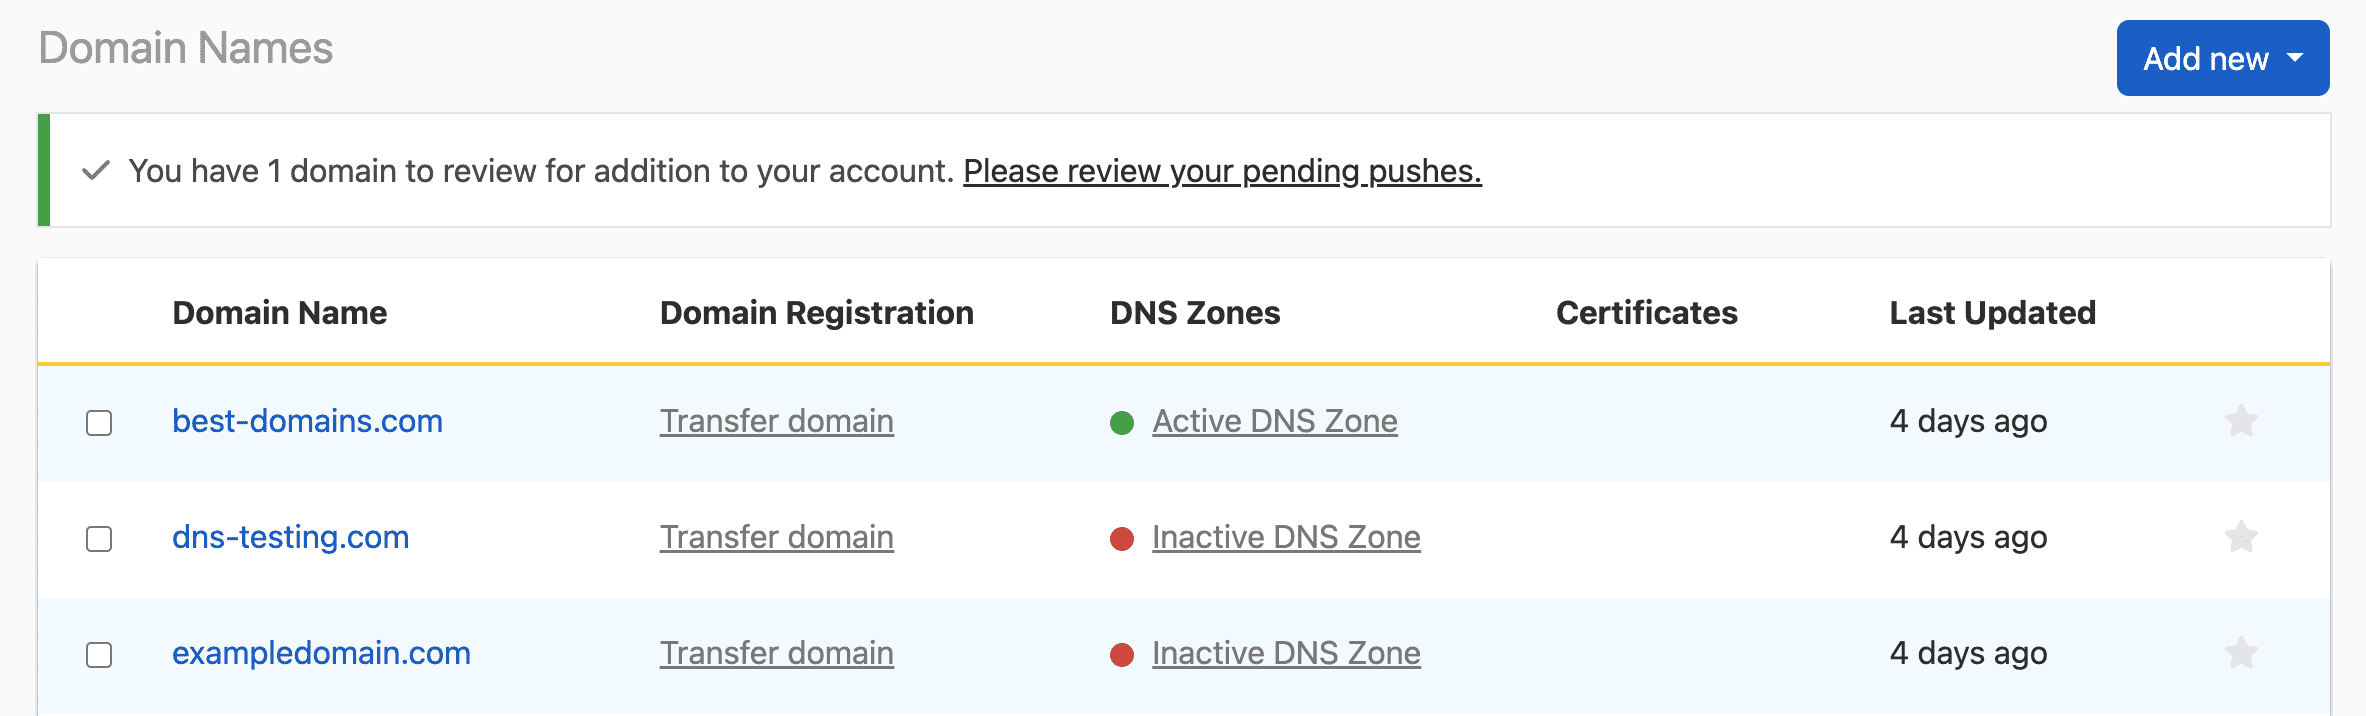 Domain Names
Add new
You have 1 domain to review for addition to your account. Please review your pending pushes.
Domain Name Domain Registration DNS Zones Certificates Last Updated
best-domains.com Transfer domain Active DNS Zone 4 days ago
dns-testing.com Transfer domain Inactive DNS Zone 4 days ago
exampledomain.com Transfer domain Inactive DNS Zone 4 days ago